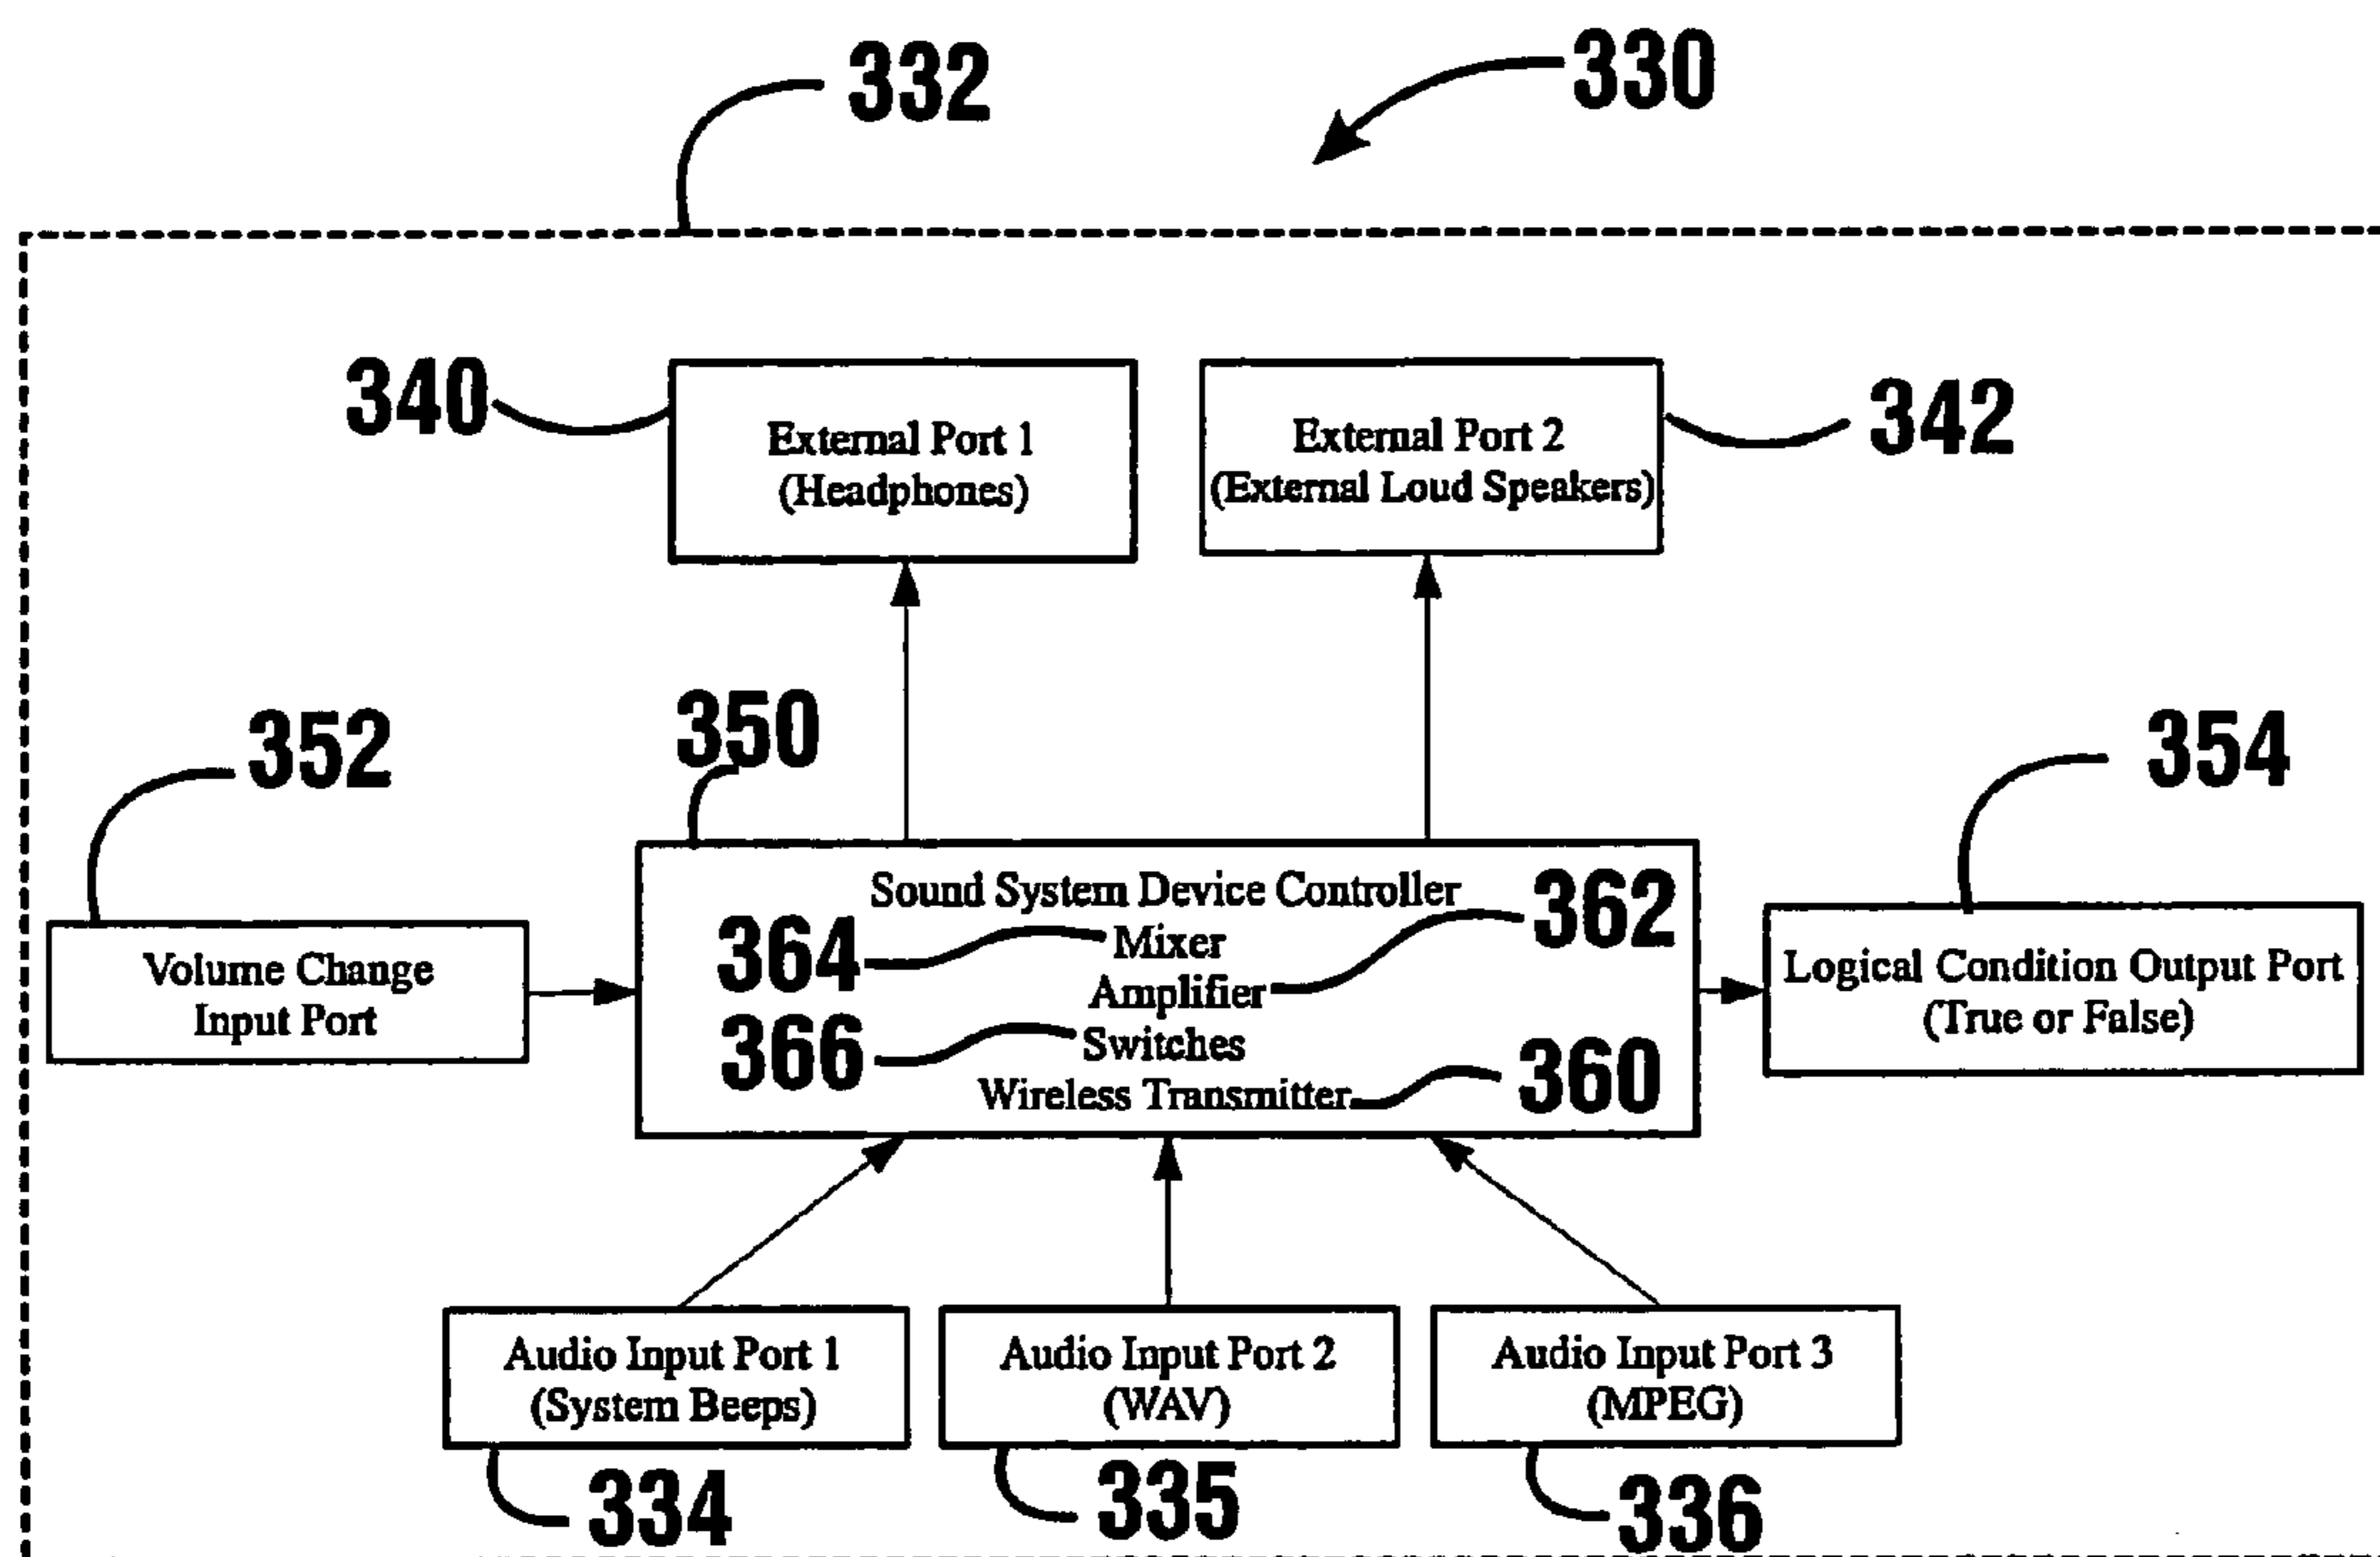 332
330
340
External Port 1
(Headphones)
External Port 2
(External Loud Speakers)
342
352
350
354
Volume Change
Input Port
Sound System Device Controller
362
364
Mixer
Amplifier
366
Switches
Wireless Transmitter
360
Logical Condition Output Port
(True or False)
Audio Input Port 1
(System Beeps)
Audio Input Port 2
(WAV)
Audio Input Port 3
(MPEG)
334
335
336